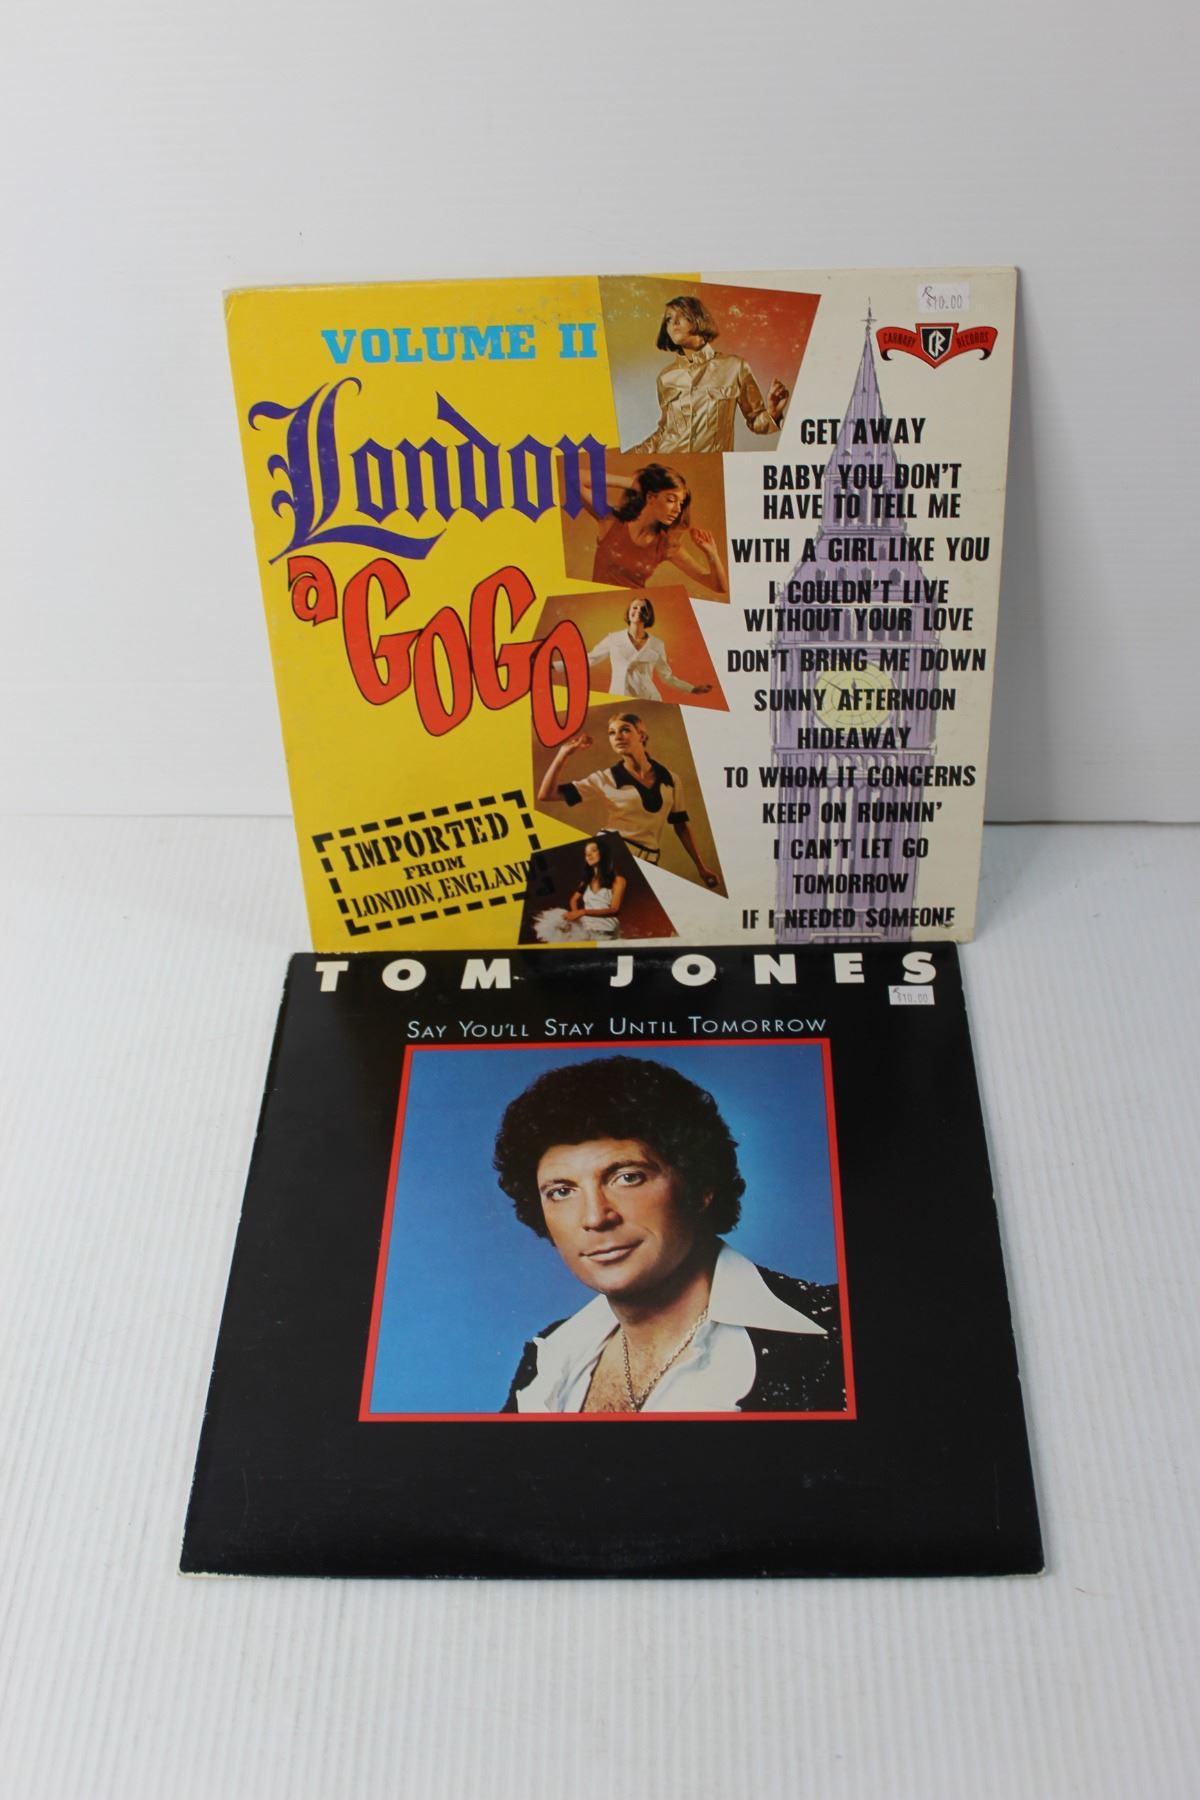 R
$10.00
VOLUME II
London
a GOGO
IMPORTED
FROM
LONDON, ENGLAND
CARNABY CR RECORDS
GET AWAY
BABY YOU DON'T
HAVE TO TELL ME
WITH A GIRL LIKE YOU
I COULDN'T LIVE
WITHOUT YOUR LOVE
DON'T BRING ME DOWN
SUNNY AFTERNOON
HIDEAWAY
TO WHOM IT CONCERNS
KEEP ON RUNNIN'
I CAN'T LET GO
TOMORROW
IF I NEEDED SOMEONE
TOM JONES
R
$10.00
SAY YOU'LL STAY UNTIL TOMORROW